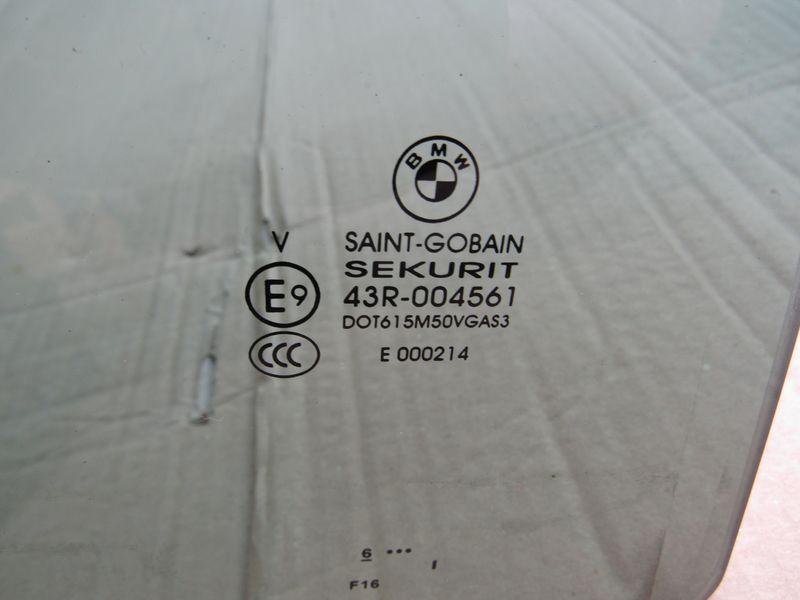 BMW
V
SAINT-GOBAIN
SEKURIT
E9
43R-004561
DOT615M50VGAS3
CCC
E 000214
6 •••
F16